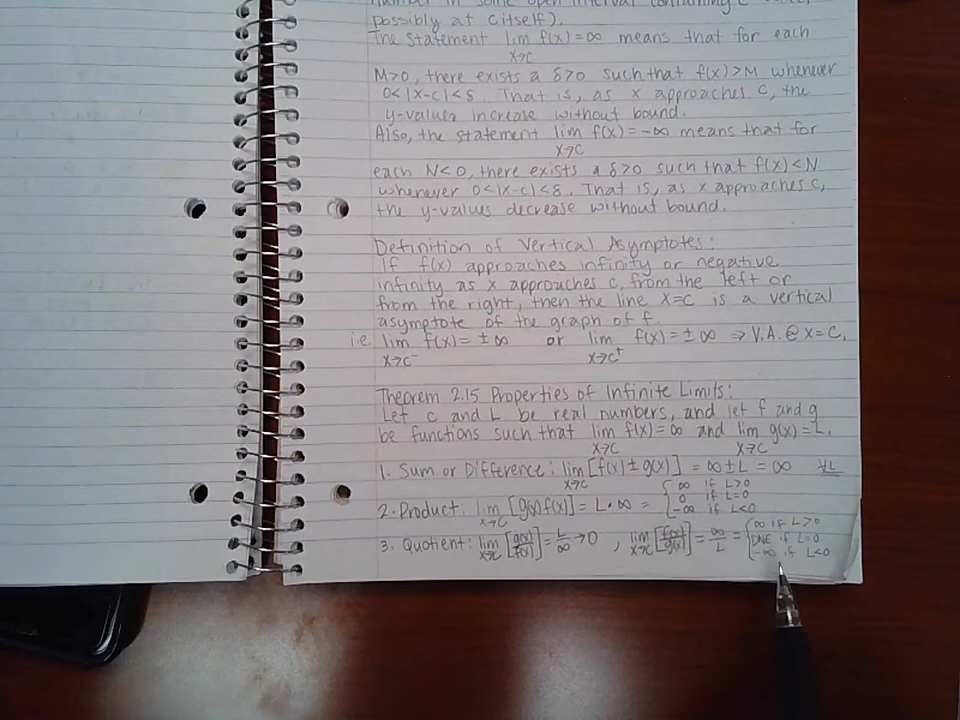 number in some open interval containing c
possibly at c itself).
The statement lim f(x)=∞ means that for each
x→c
M>0, there exists a δ>0 such that f(x)>M whenever
0<|x-c|<δ. That is, as x approaches c, the
y-values increase without bound.
Also, the statement lim f(x)=-∞ means that for
x→c
each N<0, there exists a δ>0 such that f(x)<N
whenever 0<|x-c|<δ. That is, as x approaches c,
the y-values decrease without bound.
Definition of Vertical Asymptotes:
If f(x) approaches infinity or negative
infinity as x approaches c, from the left or
from the right, then the line x=c is a vertical
asymptote of the graph of f.
i.e. lim f(x)=±∞ or lim f(x)=±∞ ⇒ V.A. @ x=c.
x→c⁻ x→c⁺
Theorem 2.15 Properties of Infinite Limits:
Let c and L be real numbers, and let f and g
be functions such that lim f(x)=∞ and lim g(x)=L.
x→c x→c
1. Sum or Difference: lim [f(x)±g(x)] = ∞±L = ∞ ∀L
x→c
2. Product: lim [g(x)f(x)] = L·∞ = { ∞ if L>0
0 if L=0
-∞ if L<0
x→c
3. Quotient: lim [g(x)/f(x)] = L/∞ →0 , lim [f(x)/g(x)] = ∞/L = { ∞ if L>0
DNE if L=0
-∞ if L<0
x→c x→c